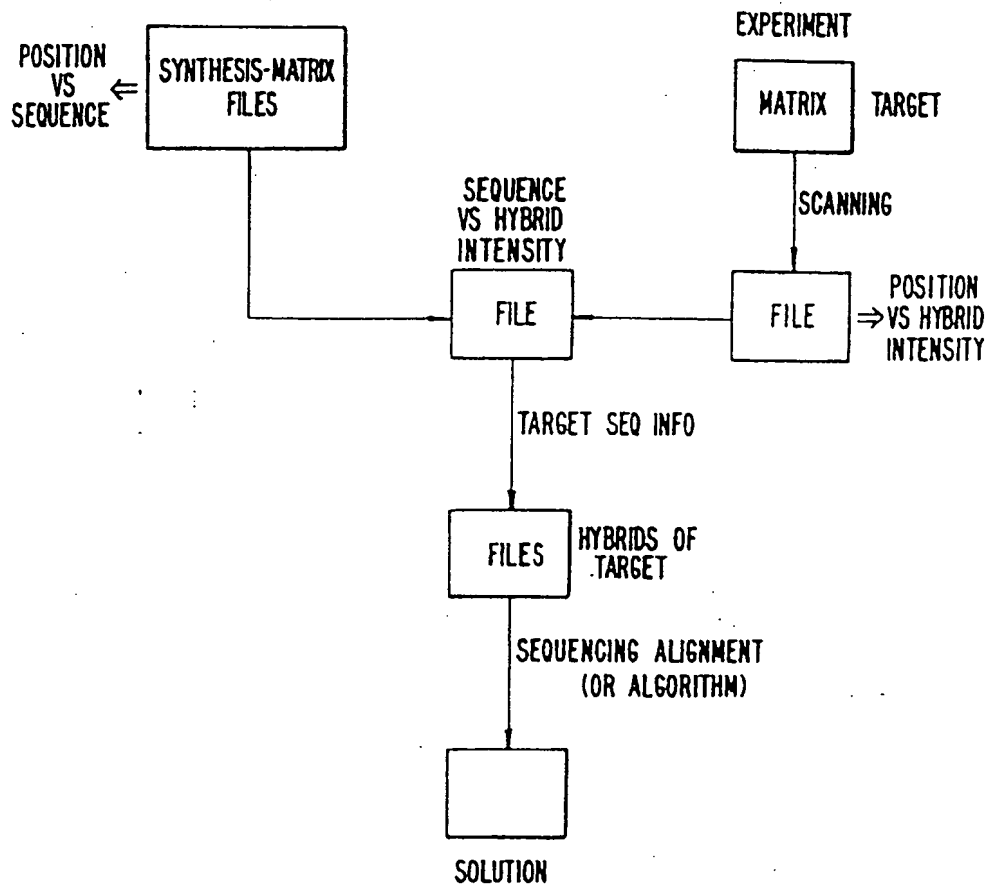 POSITION
VS
SEQUENCE
SYNTHESIS-MATRIX
FILES
EXPERIMENT
MATRIX
TARGET
SCANNING
SEQUENCE
VS HYBRID
INTENSITY
FILE
FILE
POSITION
VS HYBRID
INTENSITY
TARGET SEQ INFO
FILES
HYBRIDS OF
TARGET
SEQUENCING ALIGNMENT
(OR ALGORITHM)
SOLUTION